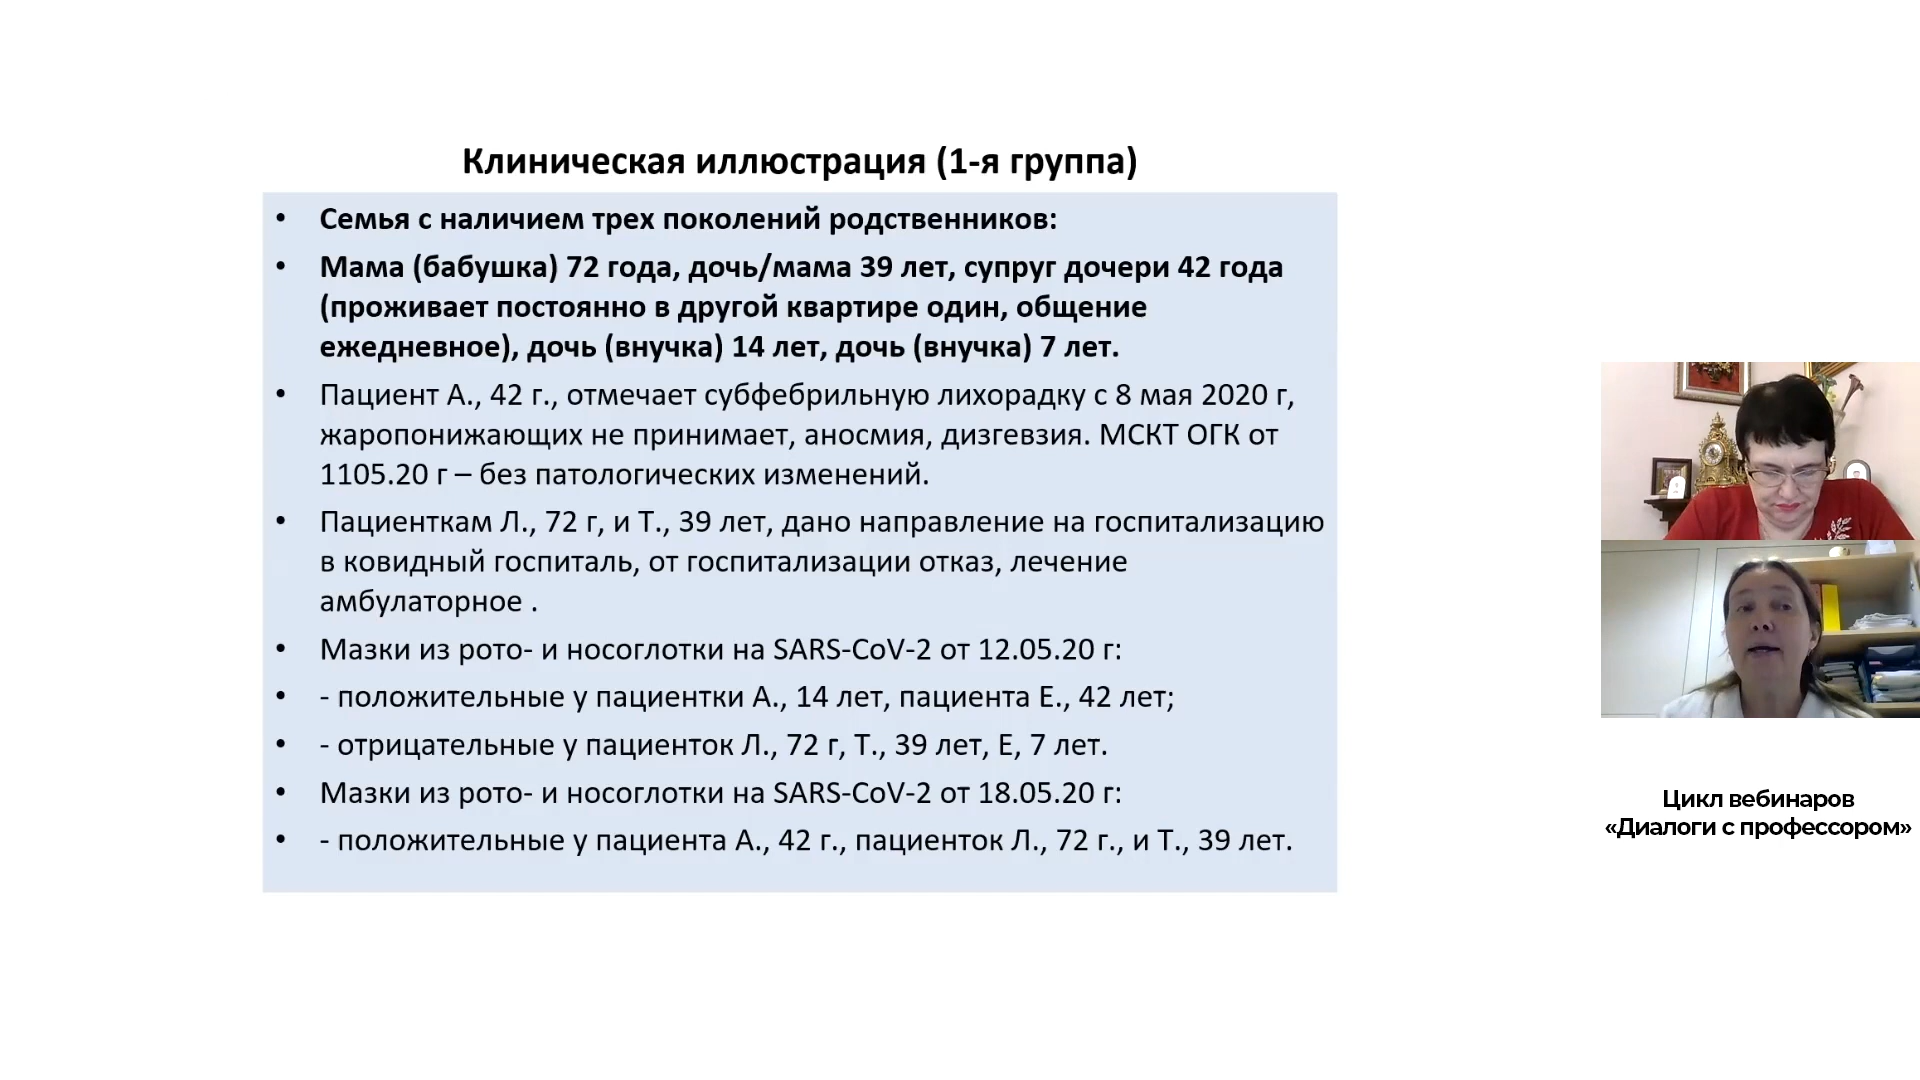 Клиническая иллюстрация (1-я группа)
• Семья с наличием трех поколений родственников:
• Мама (бабушка) 72 года, дочь/мама 39 лет, супруг дочери 42 года
(проживает постоянно в другой квартире один, общение
ежедневное), дочь (внучка) 14 лет, дочь (внучка) 7 лет.
• Пациент А., 42 г., отмечает субфебрильную лихорадку с 8 мая 2020 г,
жаропонижающих не принимает, аносмия, дизгевзия. МСКТ ОГК от
1105.20 г – без патологических изменений.
• Пациенткам Л., 72 г, и Т., 39 лет, дано направление на госпитализацию
в ковидный госпиталь, от госпитализации отказ, лечение
амбулаторное .
• Мазки из рото- и носоглотки на SARS-CoV-2 от 12.05.20 г:
• - положительные у пациентки А., 14 лет, пациента Е., 42 лет;
• - отрицательные у пациенток Л., 72 г, Т., 39 лет, Е, 7 лет.
• Мазки из рото- и носоглотки на SARS-CoV-2 от 18.05.20 г:
• - положительные у пациента А., 42 г., пациенток Л., 72 г., и Т., 39 лет.
Цикл вебинаров
«Диалоги с профессором»